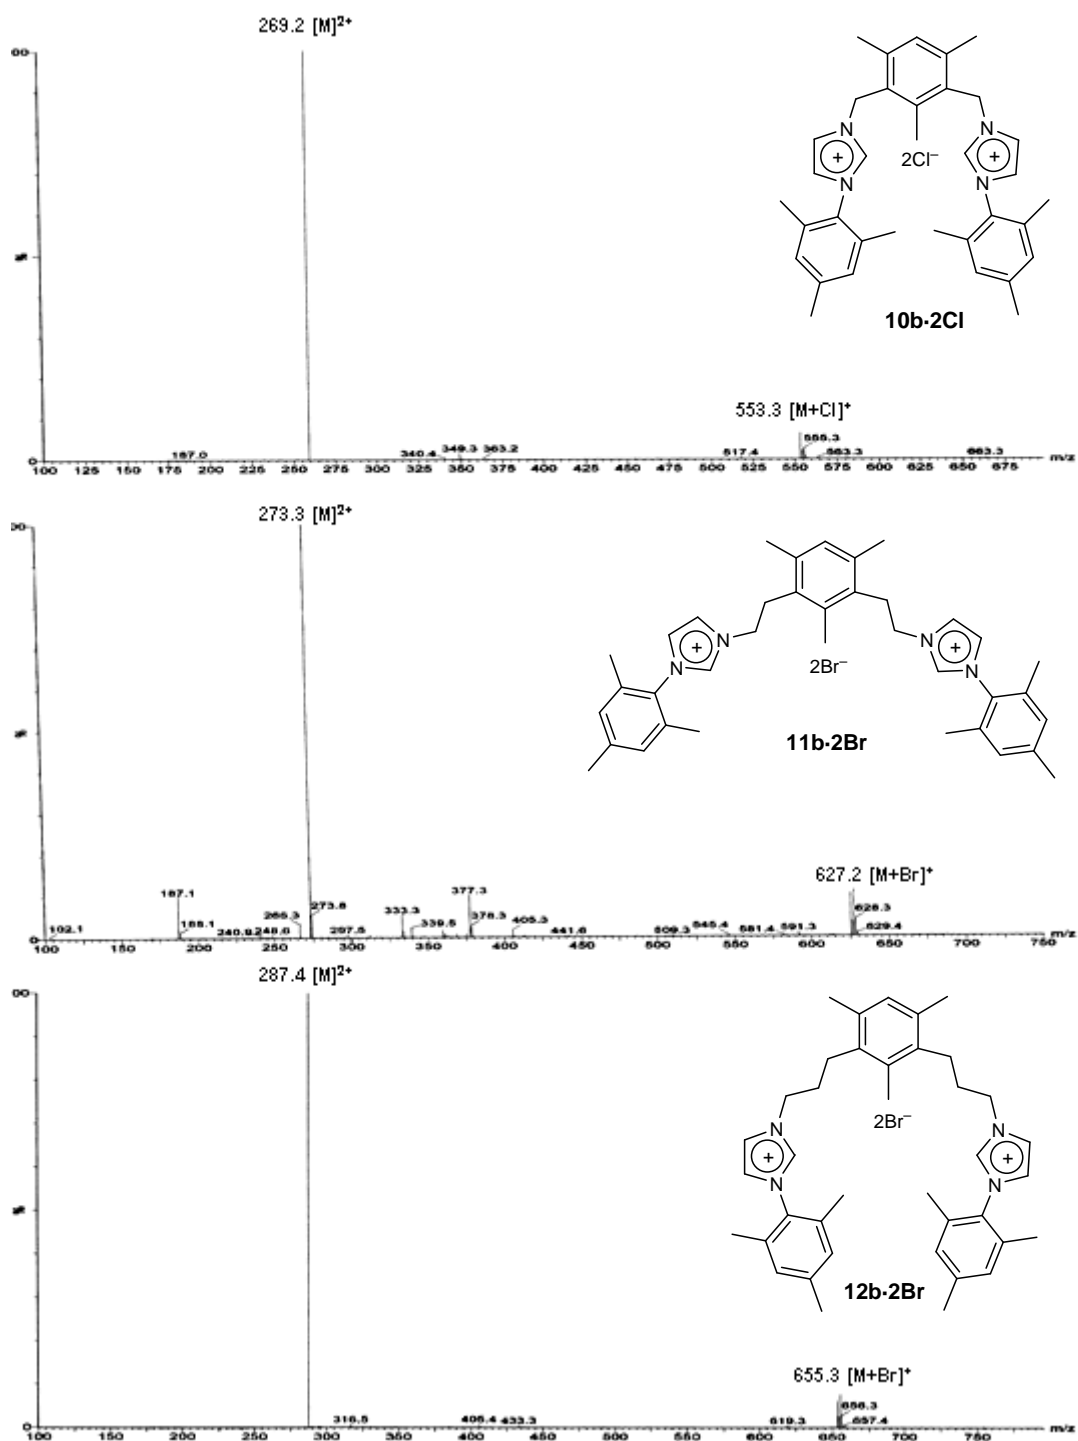 269.2 [M]²⁺
00
%
0
2Cl⁻
N N
+ +
N N
10b·2Cl
553.3 [M+Cl]⁺
187.0 340.4 349.3 363.2 517.4 555.3 563.3 663.3
100 125 150 175 200 225 250 275 300 325 350 375 400 425 450 475 500 525 550 575 600 625 650 675 m/z
273.3 [M]²⁺
00
%
0
N N
+ +
N N
2Br⁻
11b·2Br
627.2 [M+Br]⁺
102.1 187.1 188.1 248.0 265.3 273.8 297.5 333.3 339.5 377.3 378.3 405.3 441.6 509.3 545.4 581.4 591.3 628.3 629.4
100 150 200 250 300 350 400 450 500 550 600 650 700 750 m/z
287.4 [M]²⁺
00
%
0
2Br⁻
N N
+ +
N N
12b·2Br
655.3 [M+Br]⁺
316.5 405.4 433.3 619.3 656.3 657.4
100 150 200 250 300 350 400 450 500 550 600 650 700 750 m/z